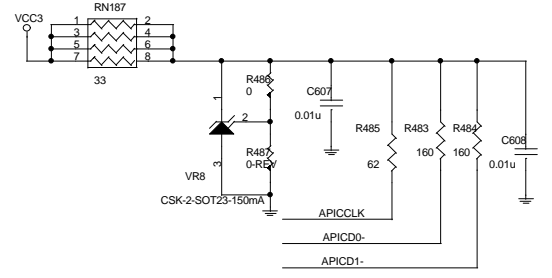 RN187
VCC3
1 2
3 4
5 6
7 8
33
R486
0
C607
0.01u
1
2
3
R487
0-REV
VR8
CSK-2-SOT23-150mA
R485
62
R483
160
R484
160
C608
0.01u
APICCLK
APICD0-
APICD1-